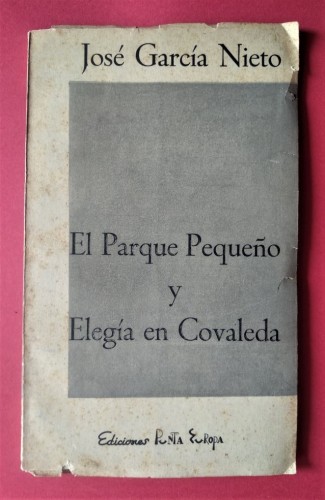 José García Nieto
El Parque Pequeño
y
Elegía en Covaleda
Ediciones PUNTA EUROPA